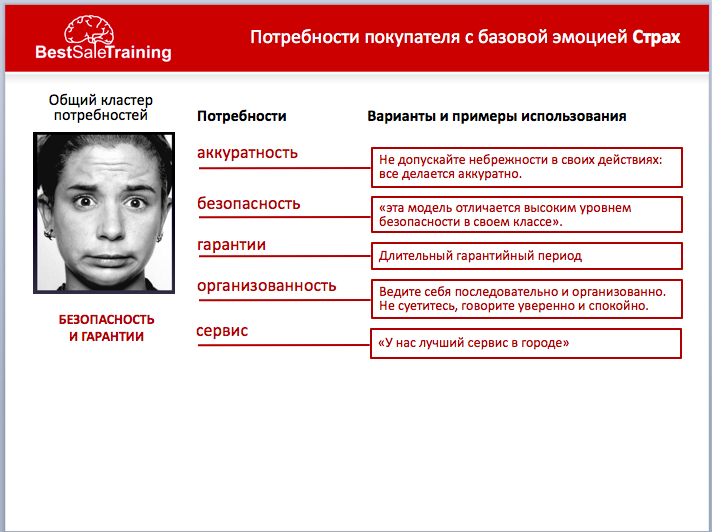 BestSaleTraining
Потребности покупателя с базовой эмоцией Страх
Общий кластер
потребностей
Потребности
Варианты и примеры использования
аккуратность
Не допускайте небрежности в своих действиях:
все делается аккуратно.
безопасность
«эта модель отличается высоким уровнем
безопасности в своем классе».
гарантии
Длительный гарантийный период
организованность
Ведите себя последовательно и организованно.
Не суетитесь, говорите уверенно и спокойно.
сервис
«У нас лучший сервис в городе»
БЕЗОПАСНОСТЬ
И ГАРАНТИИ